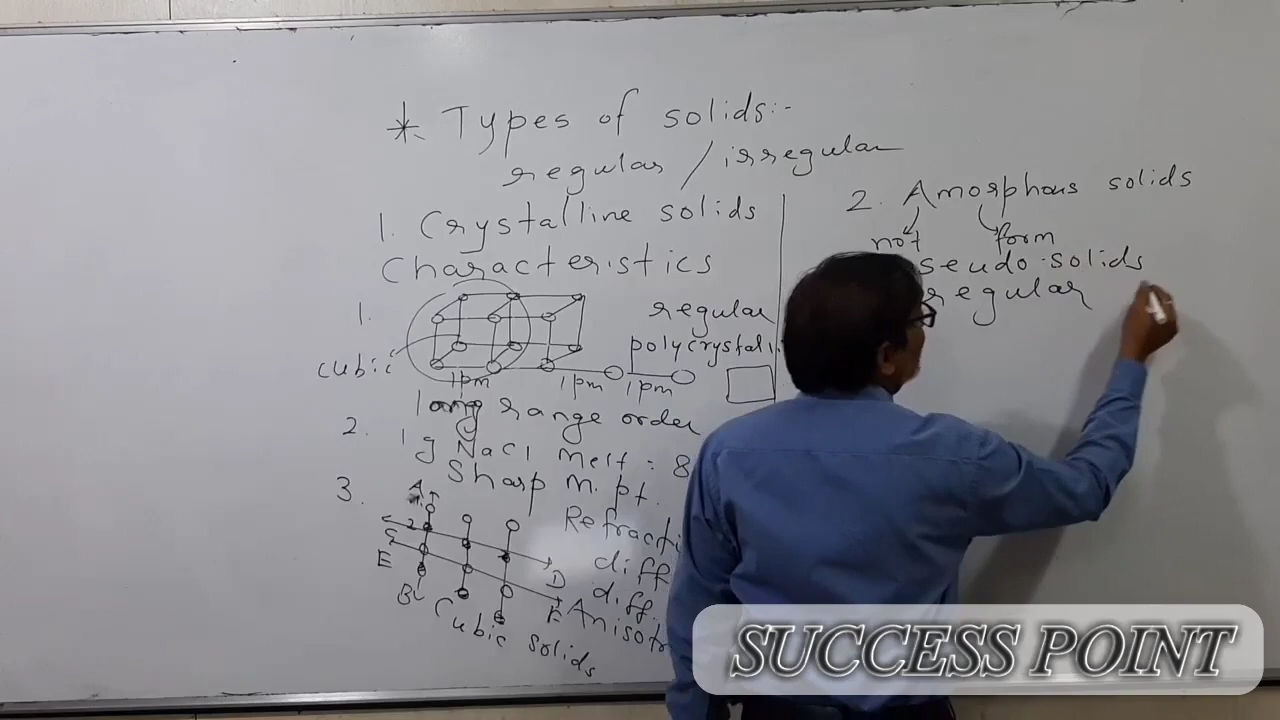 * Types of solids:-
regular / irregular
1. Crystalline solids
Characteristics
1.
regular
polycrystal
cubic
1pm 1pm 1pm
long range order
2. 1g NaCl melt = 8
Sharp m. pt.
3.
A
C
E
B
D
F
Refracti
diff
diff
Anisotr
Cubic solids
2. Amorphous solids
not form
seudo-solids
regular
SUCCESS POINT